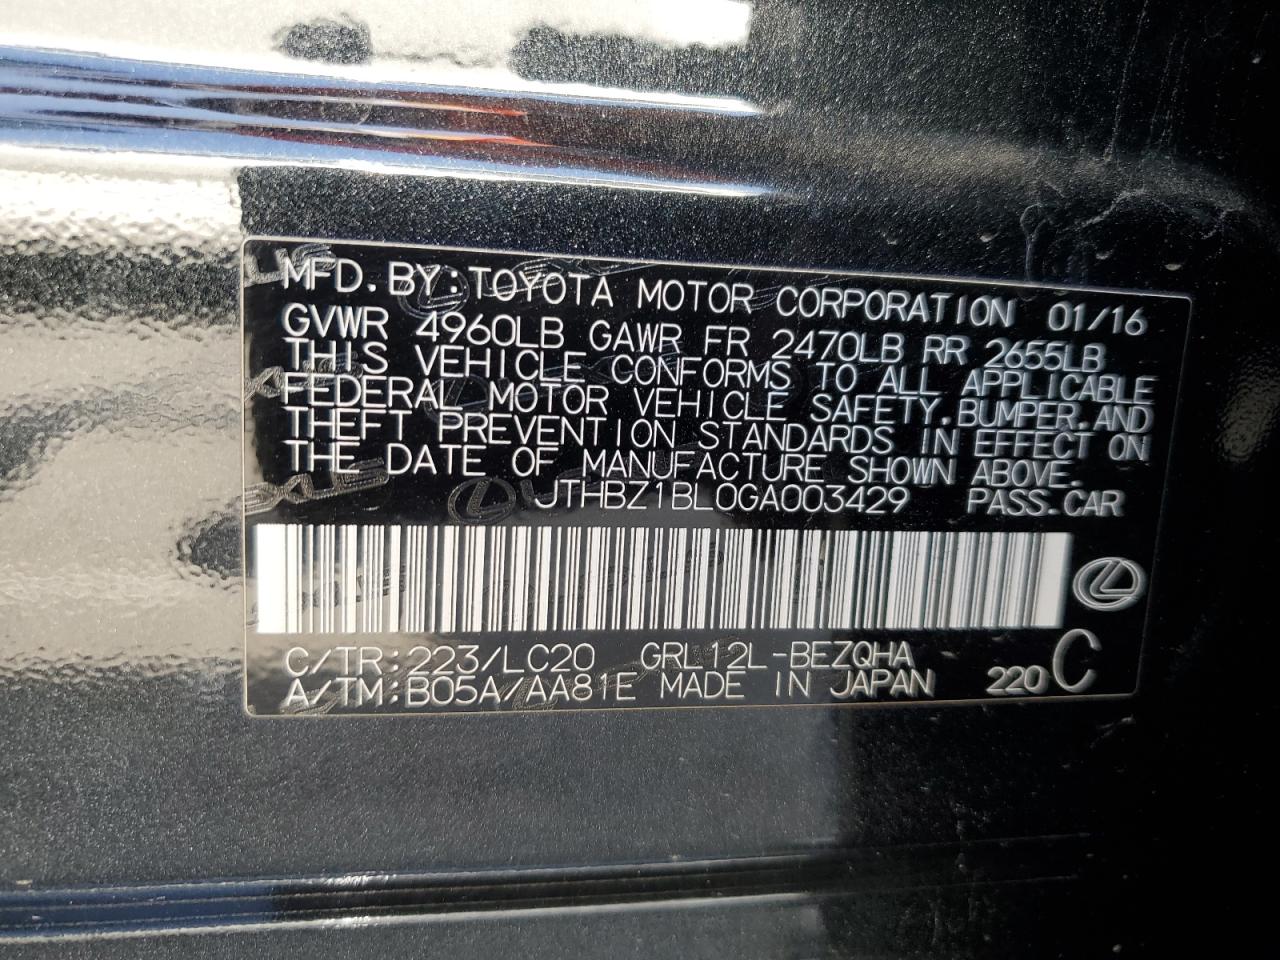 MFD. BY: TOYOTA MOTOR CORPORATION 01/16
GVWR 4960LB GAWR FR 2470LB RR 2655LB
THIS VEHICLE CONFORMS TO ALL APPLICABLE
FEDERAL MOTOR VEHICLE SAFETY, BUMPER, AND
THEFT PREVENTION STANDARDS IN EFFECT ON
THE DATE OF MANUFACTURE SHOWN ABOVE.
JTHBZ1BL0GA003429 PASS. CAR
C/TR: 223/LC20 GRL12L-BEZQHA
A/TM: B05A/AA81E MADE IN JAPAN 220 C